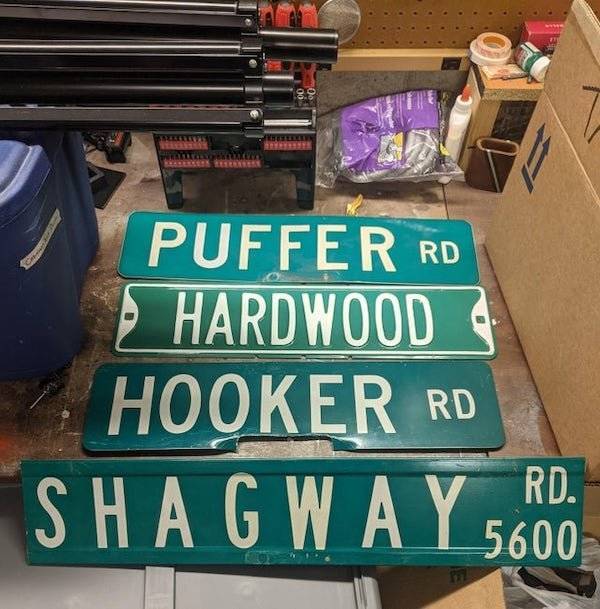 PUFFER RD
HARDWOOD
HOOKER RD
SHAGWAY RD.
5600